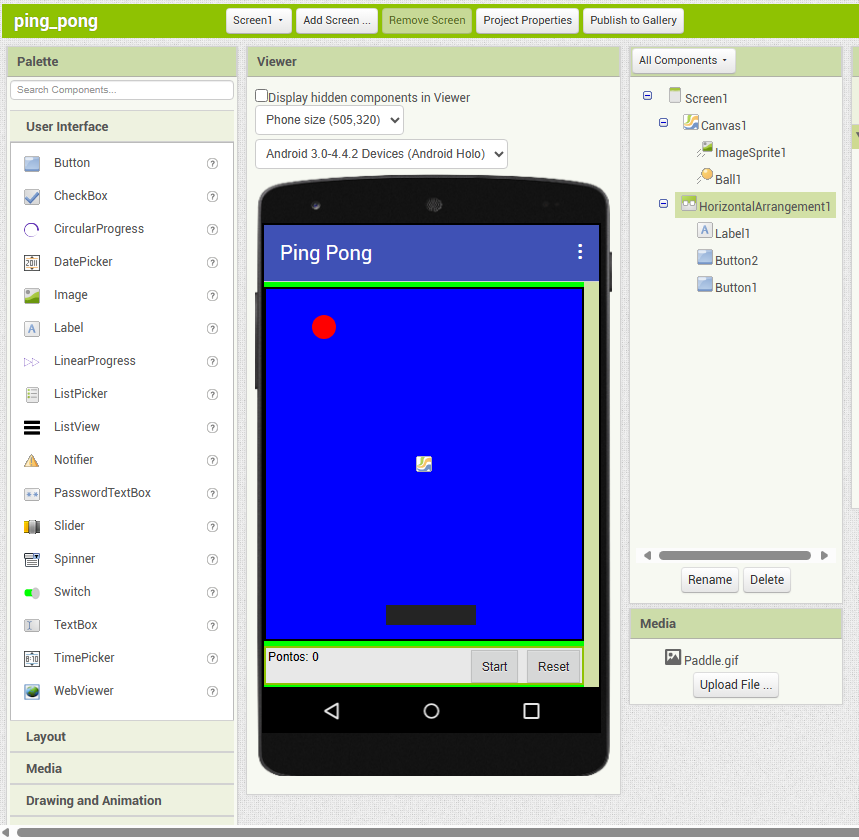 ping_pong
Screen1
Add Screen ...
Remove Screen
Project Properties
Publish to Gallery
Palette
Search Components...
User Interface
Button
?
CheckBox
?
CircularProgress
?
DatePicker
?
Image
?
Label
?
LinearProgress
?
ListPicker
?
ListView
?
Notifier
?
PasswordTextBox
?
Slider
?
Spinner
?
Switch
?
TextBox
?
TimePicker
?
WebViewer
?
Layout
Media
Drawing and Animation
Viewer
Display hidden components in Viewer
Phone size (505,320)
Android 3.0-4.4.2 Devices (Android Holo)
Ping Pong
Pontos: 0
Start
Reset
All Components
Screen1
Canvas1
ImageSprite1
Ball1
HorizontalArrangement1
A Label1
Button2
Button1
Rename
Delete
Media
Paddle.gif
Upload File ...